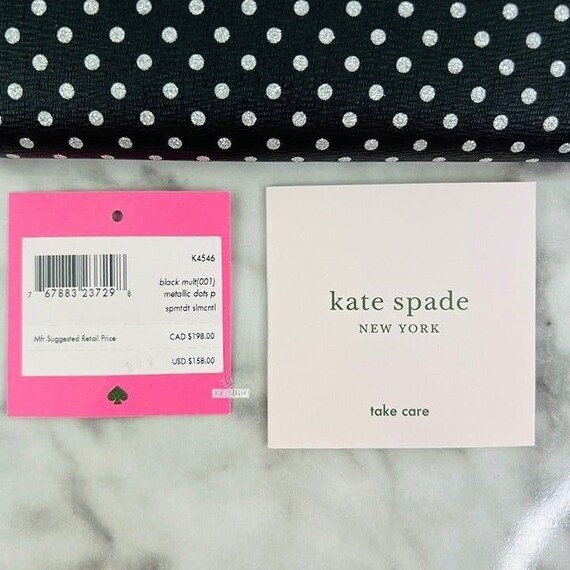 K4546
black mult(001)
metallic dots p
spmtdt slmcntl
7 67883 23729 8
Mfr Suggested Retail Price CAD $198.00
USD $158.00
kate spade
NEW YORK
take care